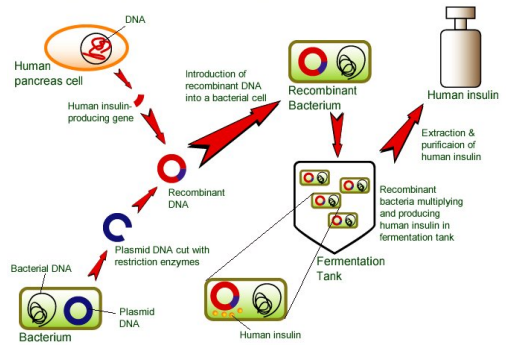 DNA
Human
pancreas cell
Human insulin-
producing gene
Introduction of
recombinant DNA
into a bacterial cell
Recombinant
Bacterium
Human insulin
Extraction &
purificaion of
human insulin
Recombinant
DNA
Recombinant
bacteria multiplying
and producing
human insulin in
fermentation tank
Plasmid DNA cut with
restriction enzymes
Fermentation
Tank
Bacterial DNA
Plasmid
DNA
Bacterium
Human insulin